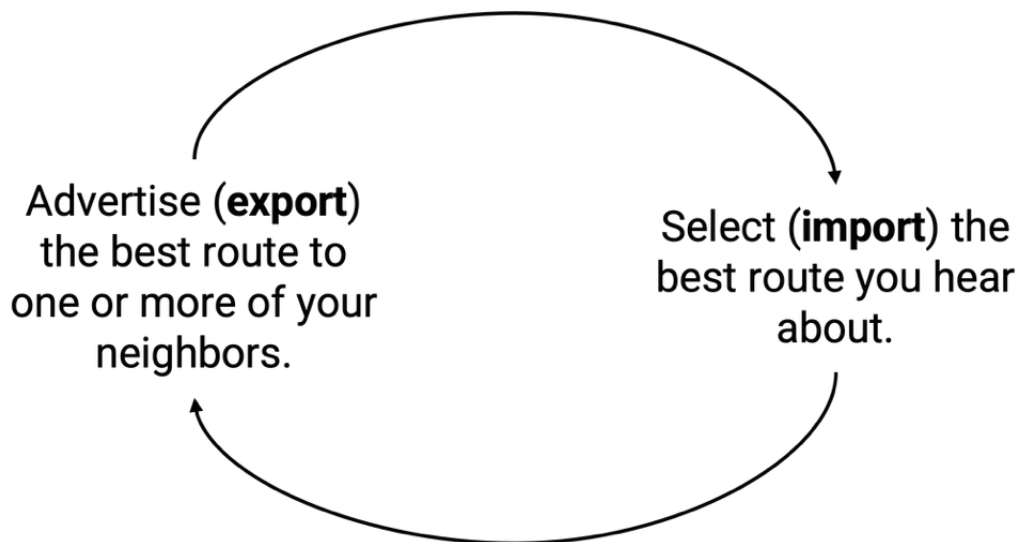 Advertise (export)
the best route to
one or more of your
neighbors.
Select (import) the
best route you hear
about.